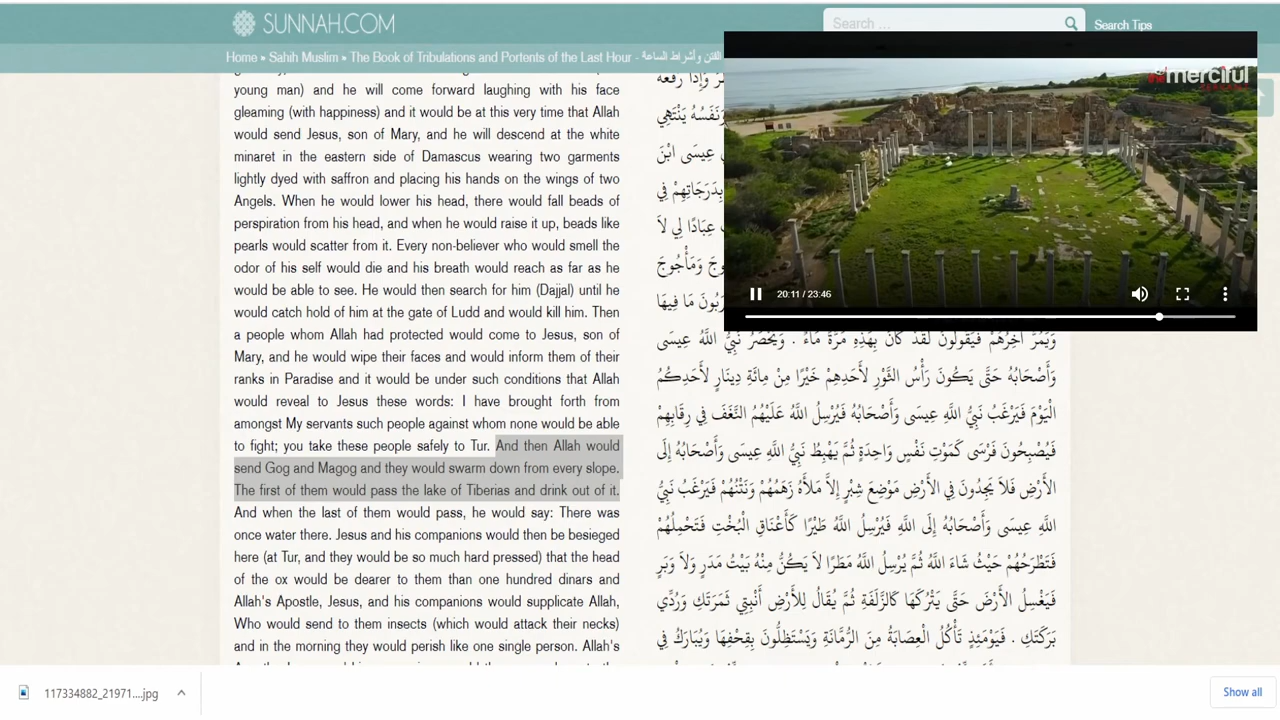 SUNNAH.COM
Search ...
Search Tips
Home » Sahih Muslim » The Book of Tribulations and Portents of the Last Hour - الفتن وأشراط الساعة
young man) and he will come forward laughing with his face
gleaming (with happiness) and it would be at this very time that Allah
would send Jesus, son of Mary, and he will descend at the white
minaret in the eastern side of Damascus wearing two garments
lightly dyed with saffron and placing his hands on the wings of two
Angels. When he would lower his head, there would fall beads of
perspiration from his head, and when he would raise it up, beads like
pearls would scatter from it. Every non-believer who would smell the
odor of his self would die and his breath would reach as far as he
would be able to see. He would then search for him (Dajjal) until he
would catch hold of him at the gate of Ludd and would kill him. Then
a people whom Allah had protected would come to Jesus, son of
Mary, and he would wipe their faces and would inform them of their
ranks in Paradise and it would be under such conditions that Allah
would reveal to Jesus these words: I have brought forth from
amongst My servants such people against whom none would be able
to fight; you take these people safely to Tur. And then Allah would
send Gog and Magog and they would swarm down from every slope.
The first of them would pass the lake of Tiberias and drink out of it.
And when the last of them would pass, he would say: There was
once water there. Jesus and his companions would then be besieged
here (at Tur, and they would be so much hard pressed) that the head
of the ox would be dearer to them than one hundred dinars and
Allah's Apostle, Jesus, and his companions would supplicate Allah,
Who would send to them insects (which would attack their necks)
and in the morning they would perish like one single person. Allah's
وَإِذَا رَفَعَهُ
وَنَفَسُهُ يَنْتَهِي
عِيسَى ابْنَ
بِدَرَجَاتِهِمْ فِي
عِبَادًا لِي لاَ
وَمَأْجُوجَ
مَا فِيهَا
وَيَمُرُّ آخِرُهُمْ فَيَقُولُونَ لَقَدْ كَانَ بِهَذِهِ مَرَّةً مَاءٌ . وَيُحْصَرُ نَبِيُّ اللَّهِ عِيسَى
وَأَصْحَابُهُ حَتَّى يَكُونَ رَأْسُ الثَّوْرِ لأَحَدِهِمْ خَيْرًا مِنْ مِائَةِ دِينَارٍ لأَحَدِكُمُ
الْيَوْمَ فَيَرْغَبُ نَبِيُّ اللَّهِ عِيسَى وَأَصْحَابُهُ فَيُرْسِلُ اللَّهُ عَلَيْهِمُ النَّغَفَ فِي رِقَابِهِمْ
فَيُصْبِحُونَ فَرْسَى كَمَوْتِ نَفْسٍ وَاحِدَةٍ ثُمَّ يَهْبِطُ نَبِيُّ اللَّهِ عِيسَى وَأَصْحَابُهُ إِلَى
الأَرْضِ فَلاَ يَجِدُونَ فِي الأَرْضِ مَوْضِعَ شِبْرٍ إِلاَّ مَلأَهُ زَهَمُهُمْ وَنَتْنُهُمْ فَيَرْغَبُ نَبِيُّ
اللَّهِ عِيسَى وَأَصْحَابُهُ إِلَى اللَّهِ فَيُرْسِلُ اللَّهُ طَيْرًا كَأَعْنَاقِ الْبُخْتِ فَتَحْمِلُهُمْ
فَتَطْرَحُهُمْ حَيْثُ شَاءَ اللَّهُ ثُمَّ يُرْسِلُ اللَّهُ مَطَرًا لاَ يَكُنُّ مِنْهُ بَيْتُ مَدَرٍ وَلاَ وَبَرٍ
فَيَغْسِلُ الأَرْضَ حَتَّى يَتْرُكَهَا كَالزَّلَفَةِ ثُمَّ يُقَالُ لِلأَرْضِ أَنْبِتِي ثَمَرَتَكِ وَرُدِّي
بَرَكَتَكِ . فَيَوْمَئِذٍ تَأْكُلُ الْعِصَابَةُ مِنَ الرُّمَّانَةِ وَيَسْتَظِلُّونَ بِقِحْفِهَا وَيُبَارَكُ فِي
merciful
20:11 / 23:46
117334882_21971....jpg
Show all